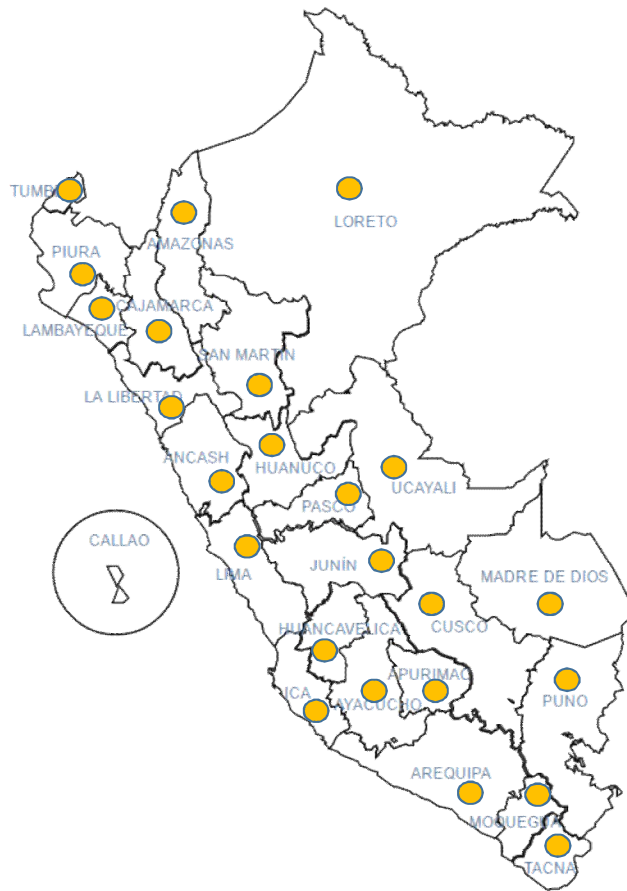 LORETO
AMAZONAS
PIURA
CAJAMARCA
LAMBAYEQUE
SAN MARTIN
LA LIBERTAD
ANCASH
HUANUCO
UCAYALI
PASCO
CALLAO
LIMA
JUNÍN
MADRE DE DIOS
CUSCO
HUANCAVELICA
APURIMAC
ICA
AYACUCHO
PUNO
AREQUIPA
MOQUEGUA
TACNA